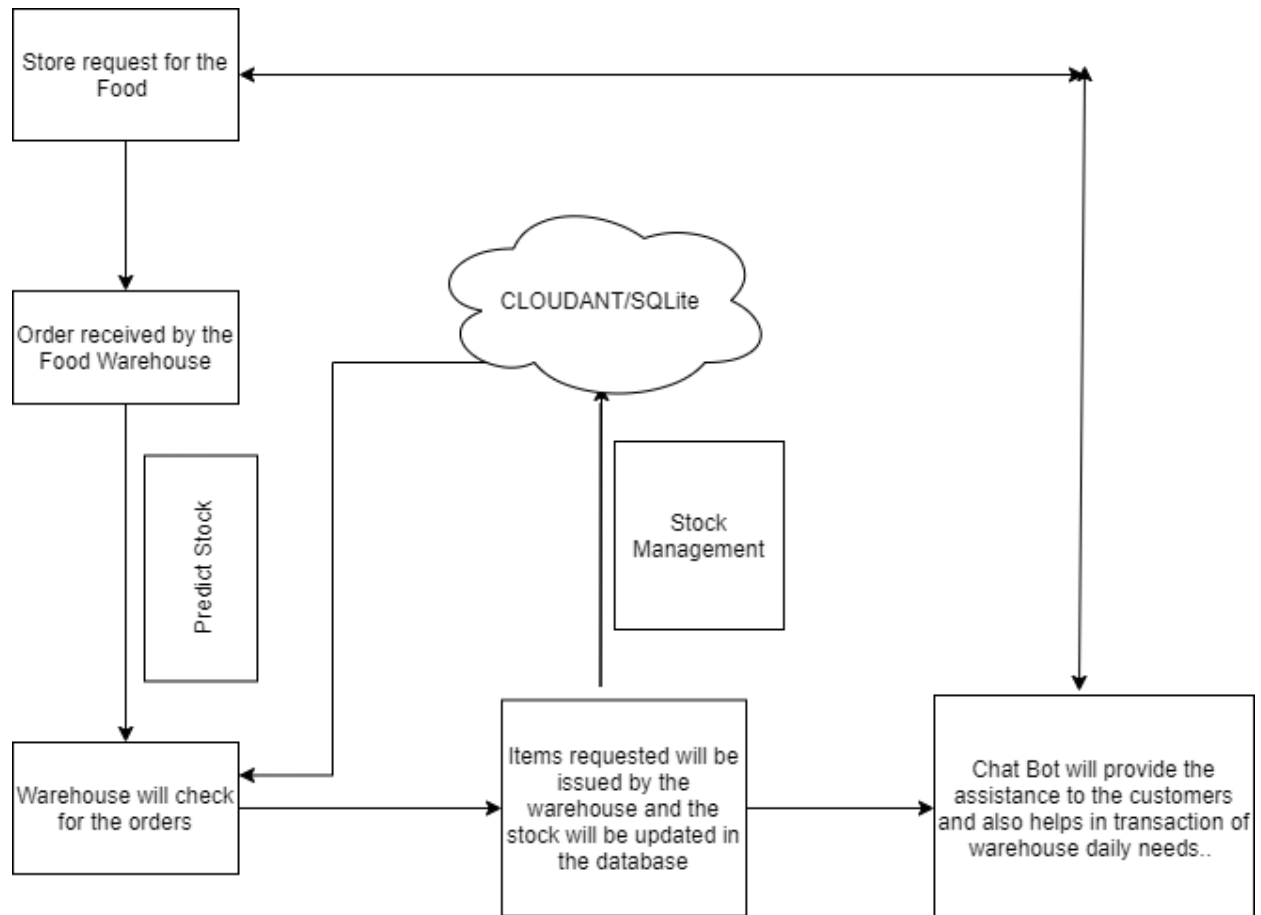 Store request for the
Food
Order received by the
Food Warehouse
CLOUDANT/SQLite
Predict Stock
Stock
Management
Warehouse will check
for the orders
Items requested will be
issued by the
warehouse and the
stock will be updated in
the database
Chat Bot will provide the
assistance to the customers
and also helps in transaction of
warehouse daily needs..